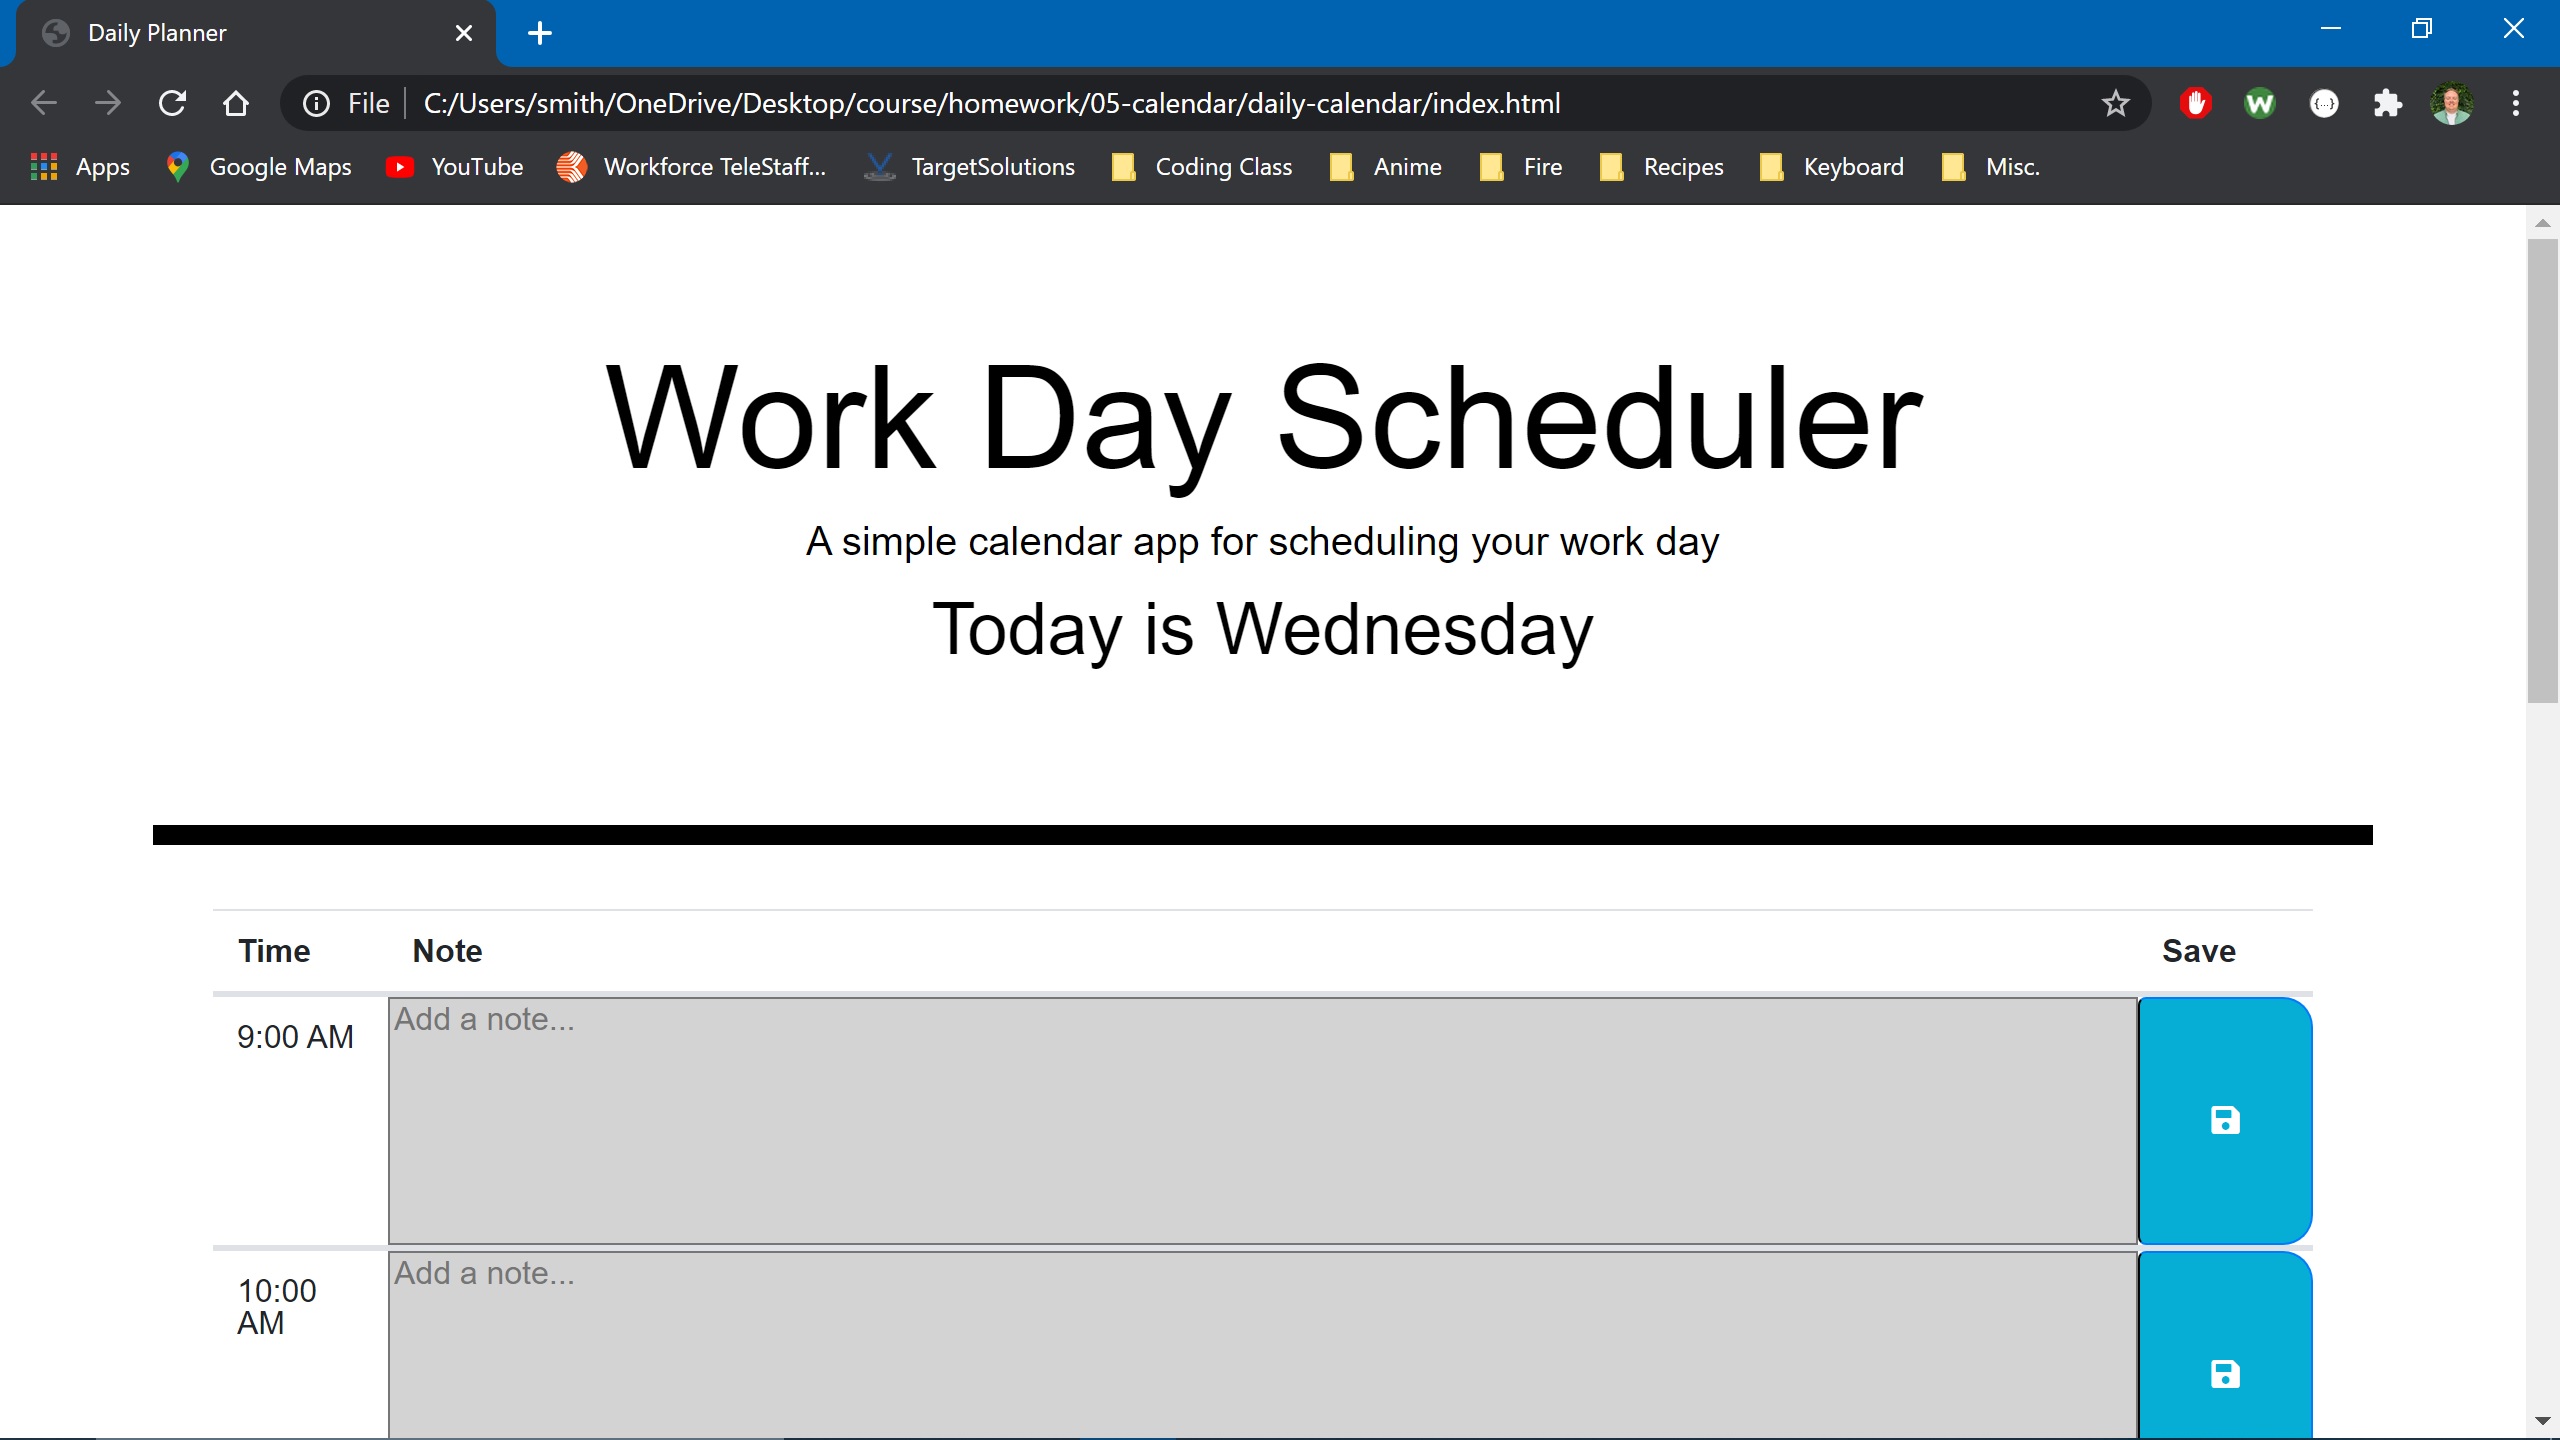 Daily Planner
File C:/Users/smith/OneDrive/Desktop/course/homework/05-calendar/daily-calendar/index.html
W {...}
Apps Google Maps YouTube Workforce TeleStaff... TargetSolutions Coding Class Anime Fire Recipes Keyboard Misc.
Work Day Scheduler
A simple calendar app for scheduling your work day
Today is Wednesday
Time Note Save
9:00 AM Add a note...
10:00 AM Add a note...